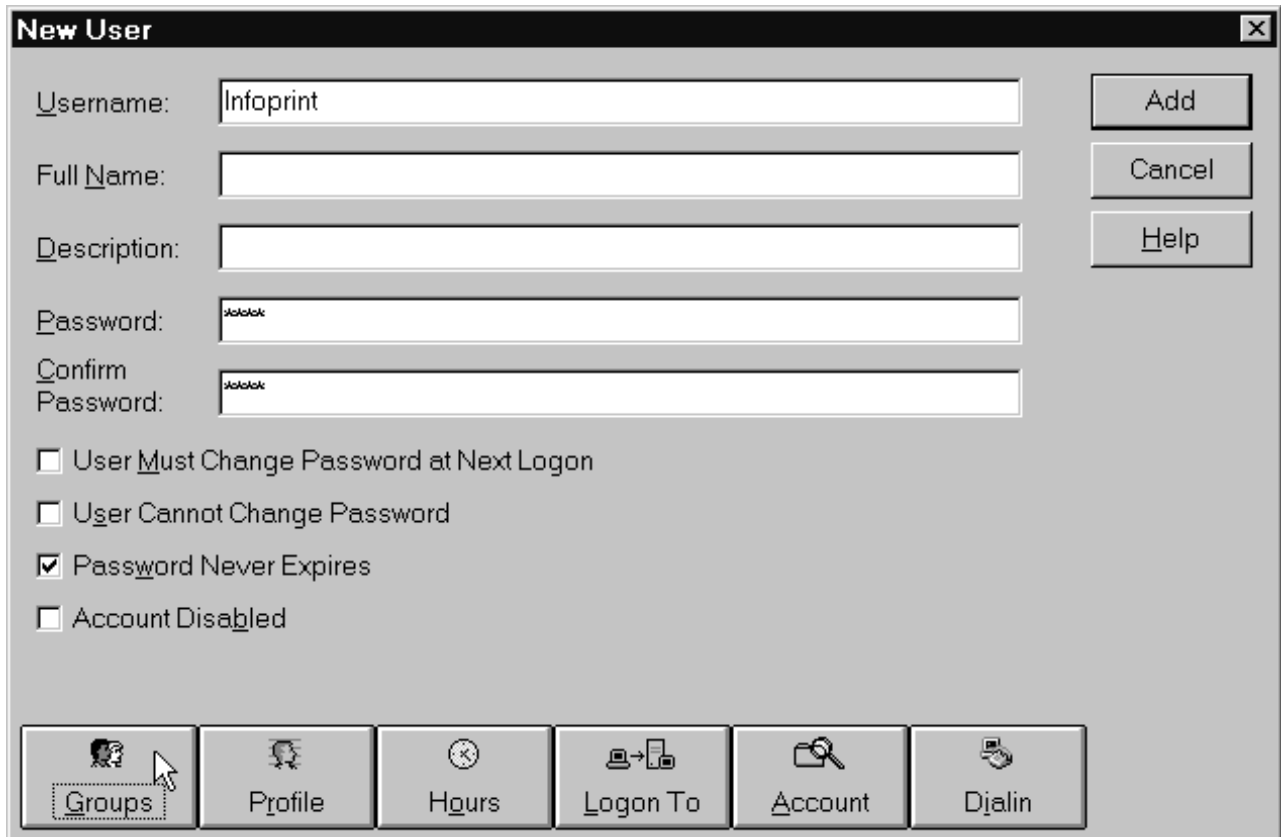 New User
Username: Infoprint Add
Full Name: Cancel
Description: Help
Password: ****
Confirm
Password: ****
User Must Change Password at Next Logon
User Cannot Change Password
Password Never Expires
Account Disabled
Groups Profile Hours Logon To Account Dialin